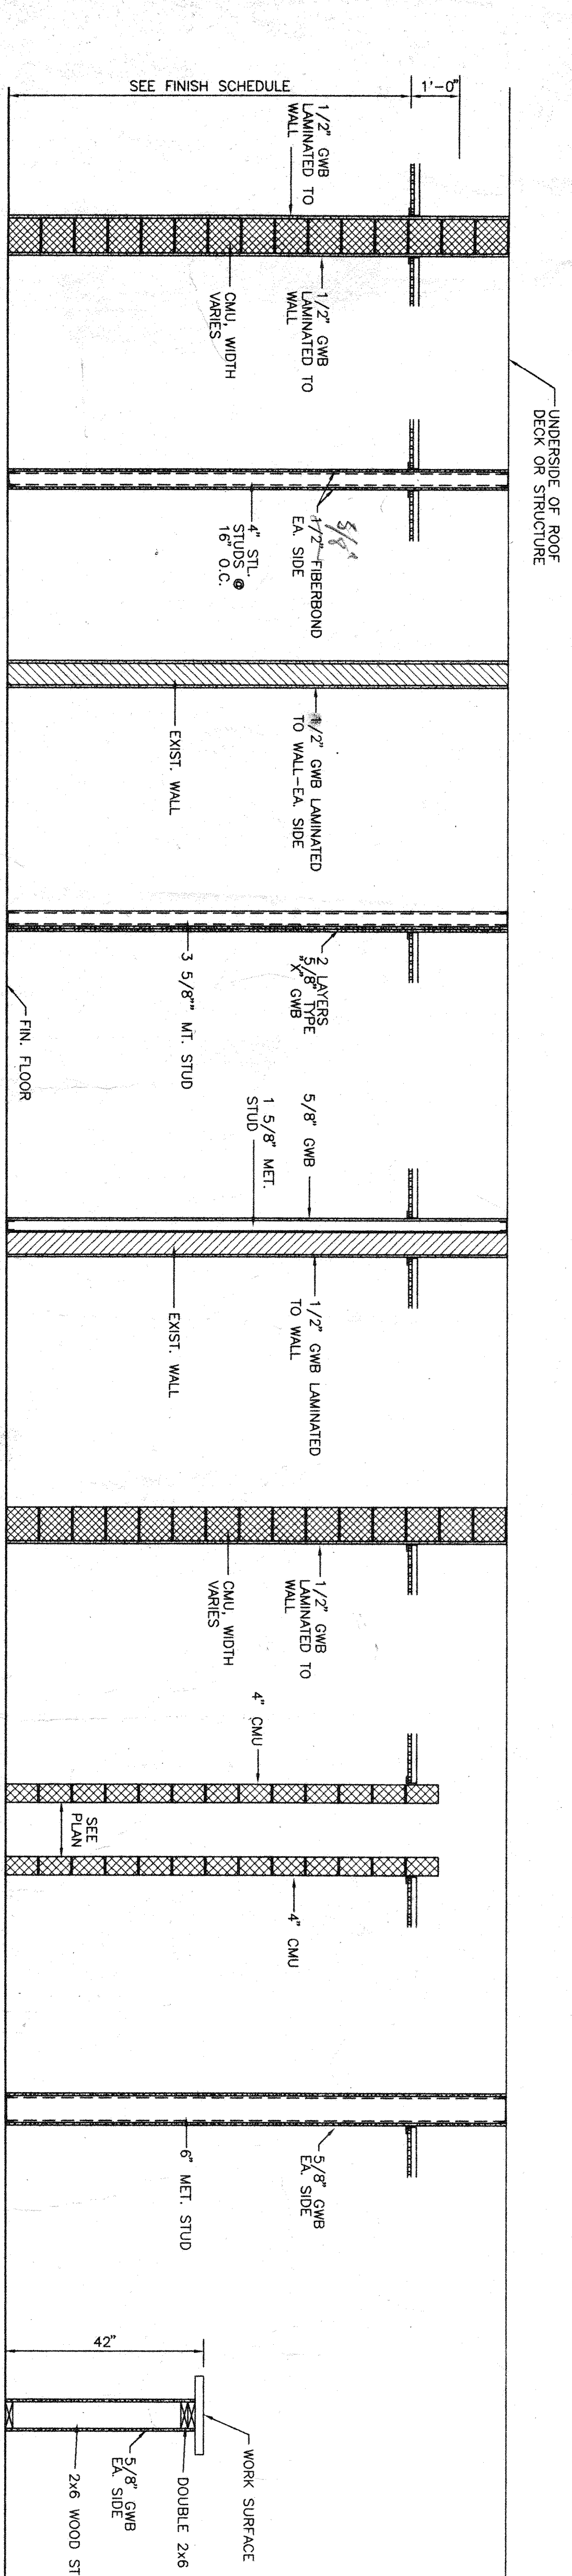 SEE FINISH SCHEDULE
1'-0"
1/2" GWB
LAMINATED TO
WALL
1/2" GWB
LAMINATED TO
WALL
CMU, WIDTH
VARIES
UNDERSIDE OF ROOF
DECK OR STRUCTURE
5/8"
1/2" FIBERBOND
EA. SIDE
4" STL.
STUDS @
16" O.C.
1/2" GWB LAMINATED
TO WALL-EA. SIDE
EXIST. WALL
2 LAYERS
5/8" TYPE
"X" GWB
3 5/8"" MT. STUD
FIN. FLOOR
5/8" GWB
1 5/8" MET.
STUD
1/2" GWB LAMINATED
TO WALL
EXIST. WALL
1/2" GWB
LAMINATED TO
WALL
CMU, WIDTH
VARIES
4" CMU
SEE
PLAN
4" CMU
5/8" GWB
EA. SIDE
6" MET. STUD
42"
WORK SURFACE
DOUBLE 2x6
5/8" GWB
EA. SIDE
2x6 WOOD ST